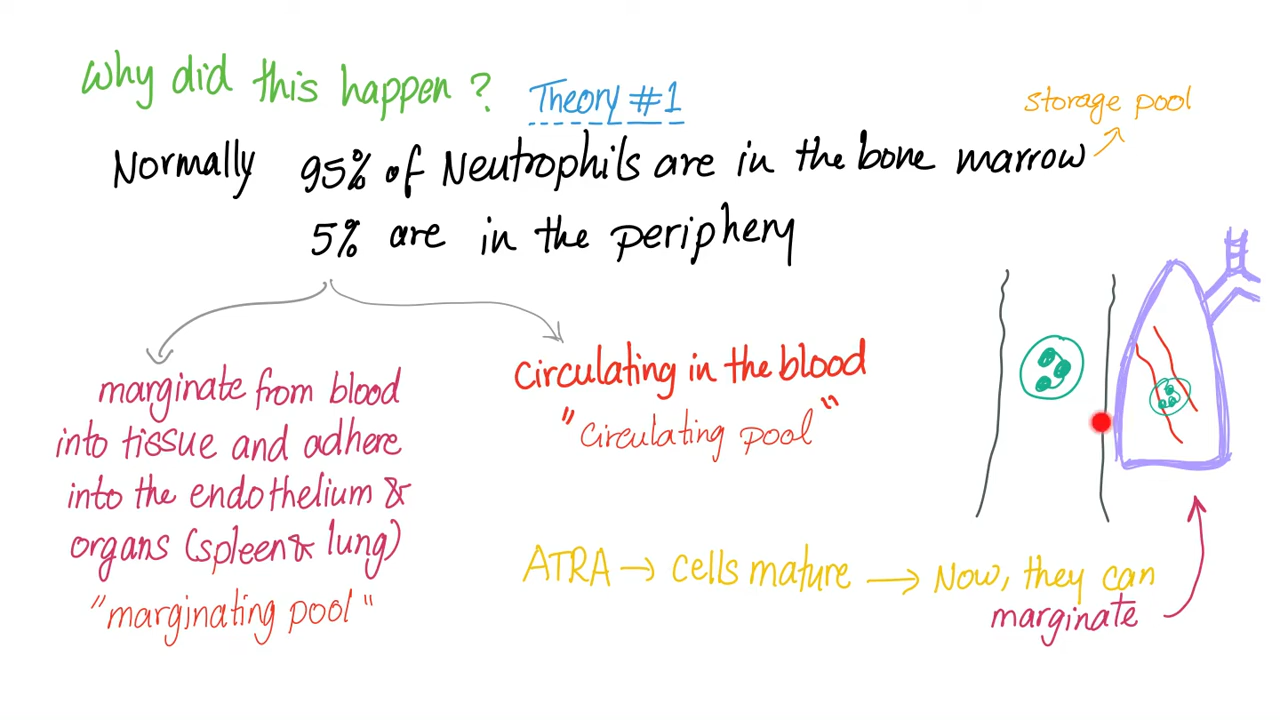 Why did this happen?
Theory #1
storage pool
Normally 95% of Neutrophils are in the bone marrow
5% are in the periphery
marginate from blood
into tissue and adhere
into the endothelium &
organs (spleen & lung)
"marginating pool"
circulating in the blood
"circulating pool"
ATRA → cells mature → Now, they can
marginate